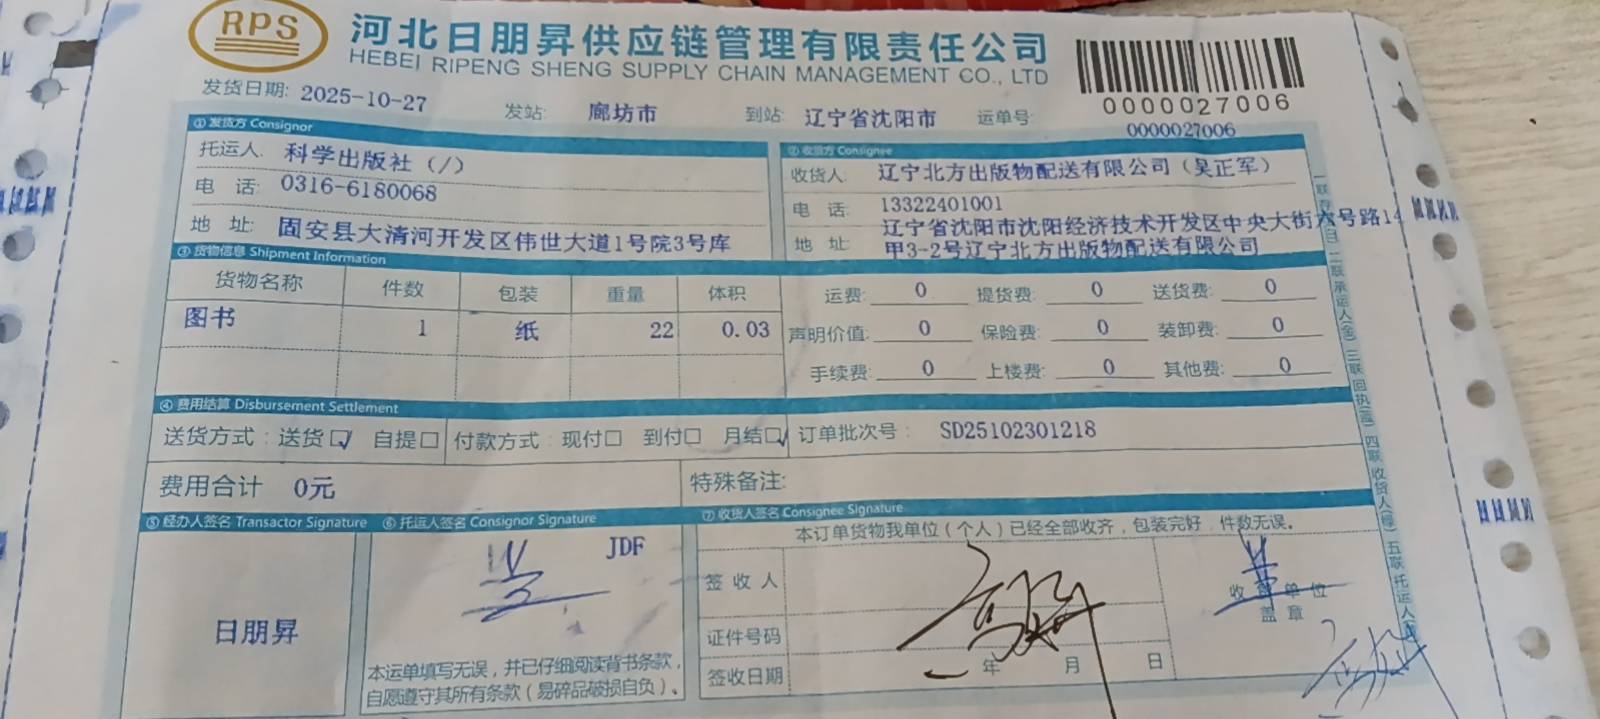 RPS
河北日朋昇供应链管理有限责任公司
HEBEI RIPENG SHENG SUPPLY CHAIN MANAGEMENT CO., LTD
0000027006
发货日期: 2025-10-27 发站: 廊坊市 到站: 辽宁省沈阳市 运单号: 0000027006
① 发货方 Consignor
托运人: 科学出版社（/）
电 话: 0316-6180068
地 址: 固安县大清河开发区伟世大道1号院3号库
② 收货方 Consignee
收货人: 辽宁北方出版物配送有限公司（吴正军）
电 话: 13322401001
地 址: 辽宁省沈阳市沈阳经济技术开发区中央大街六号路14
甲3-2号辽宁北方出版物配送有限公司
③ 货物信息 Shipment Information
货物名称 件数 包装 重量 体积
图书 1 纸 22 0.03
运费: 0 提货费: 0 送货费: 0
声明价值: 0 保险费: 0 装卸费: 0
手续费: 0 上楼费: 0 其他费: 0
④ 费用结算 Disbursement Settlement
送货方式: 送货☑ 自提□ 付款方式: 现付□ 到付□ 月结☑ 订单批次号: SD25102301218
费用合计 0元 特殊备注:
⑤ 经办人签名 Transactor Signature
日朋昇
⑥ 托运人签名 Consignor Signature
JDF
本运单填写无误，并已仔细阅读背书条款，
自愿遵守其所有条款（易碎品破损自负）。
⑦ 收货人签名 Consignee Signature
本订单货物我单位（个人）已经全部收齐，包装完好，件数无误。
签收人
证件号码
签收日期 年 月 日
收货单位
盖章
二联承运人(金) 三联回执(蓝) 四联收货人(绿) 五联托运人